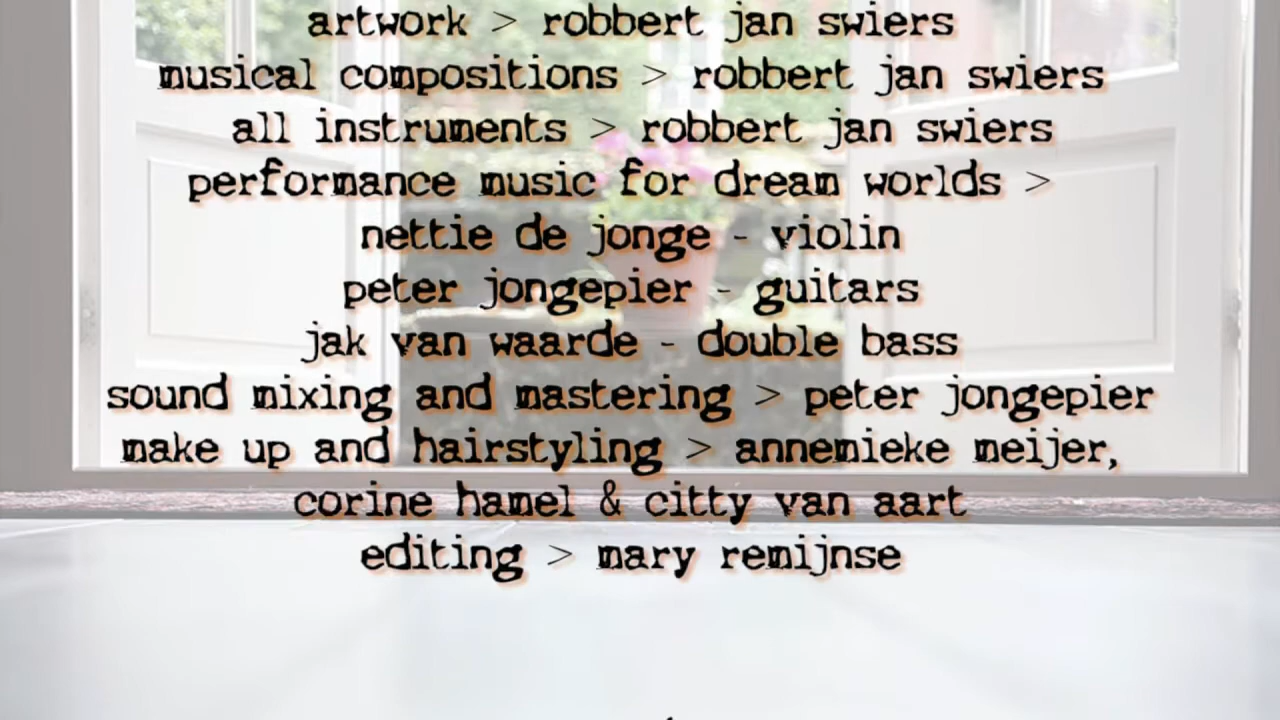 artwork > robbert jan swiers
musical compositions > robbert jan swiers
all instruments > robbert jan swiers
performance music for dream worlds >
nettie de jonge - violin
peter jongepier - guitars
jak van waarde - double bass
sound mixing and mastering > peter jongepier
make up and hairstyling > annemieke meijer,
corine hamel & citty van aart
editing > mary remijnse